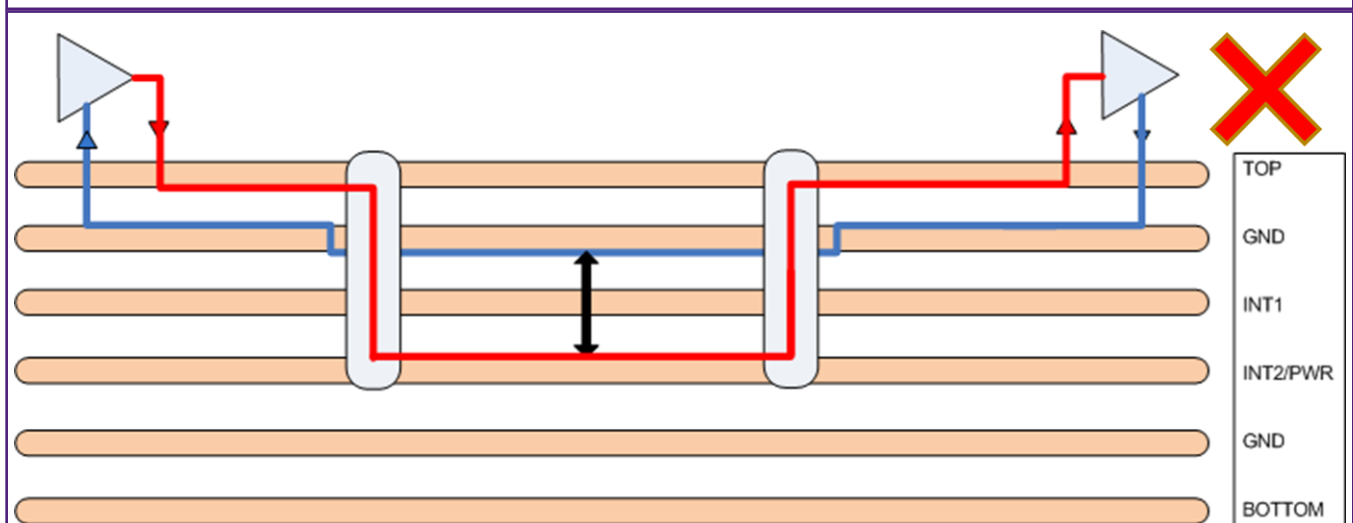 TOP
GND
INT1
INT2/PWR
GND
BOTTOM